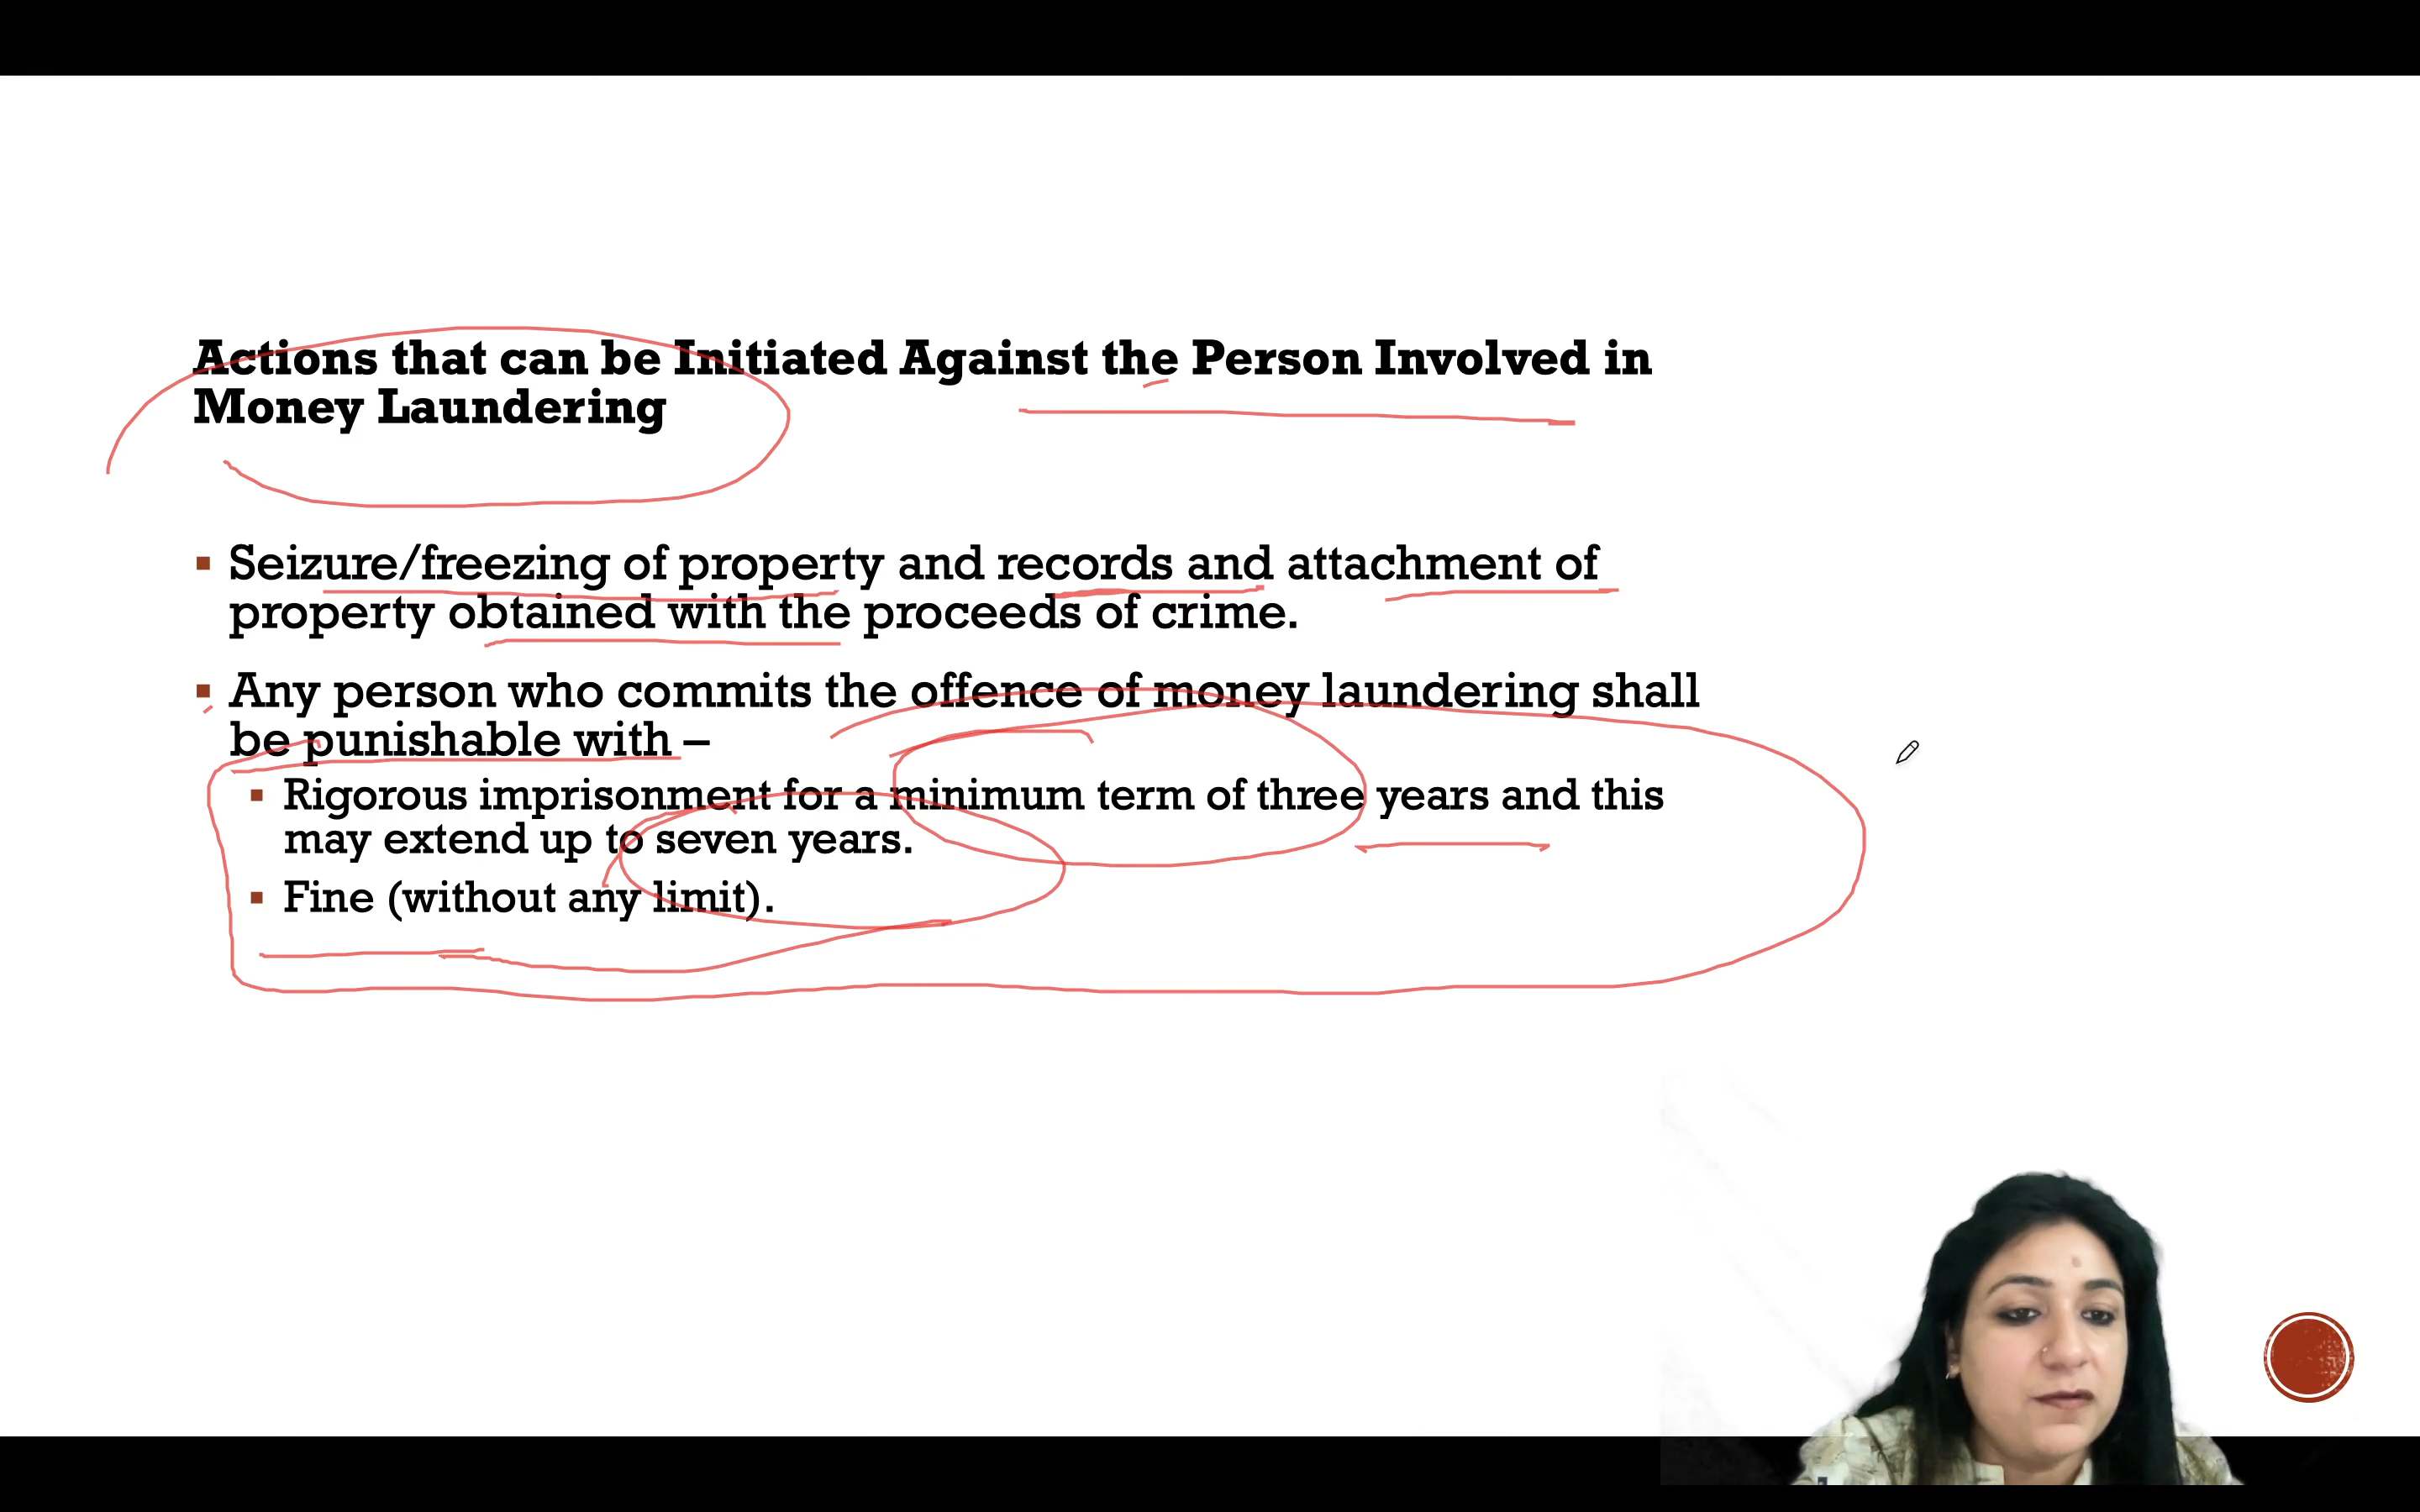 Actions that can be Initiated Against the Person Involved in
Money Laundering
Seizure/freezing of property and records and attachment of
property obtained with the proceeds of crime.
Any person who commits the offence of money laundering shall
be punishable with –
Rigorous imprisonment for a minimum term of three years and this
may extend up to seven years.
Fine (without any limit).